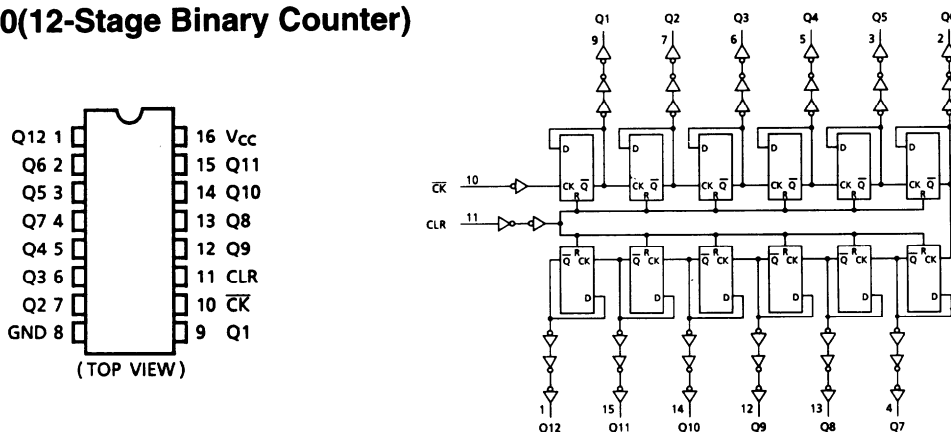 0(12-Stage Binary Counter)
Q12 1
Q6 2
Q5 3
Q7 4
Q4 5
Q3 6
Q2 7
GND 8
16 VCC
15 Q11
14 Q10
13 Q8
12 Q9
11 CLR
10 C̅K̅
9 Q1
(TOP VIEW)
Q1 Q2 Q3 Q4 Q5
9 7 6 5 3 2
D D D D D D
C̅K̅ 10
CK Q̅ CK Q̅ CK Q̅ CK Q̅ CK Q̅ CK Q̅
R R R R R R
CLR 11
R R R R R R
Q̅ CK Q̅ CK Q̅ CK Q̅ CK Q̅ CK Q̅ CK
D D D D D D
1 15 14 12 13 4
Q12 Q11 Q10 Q9 Q8 Q7